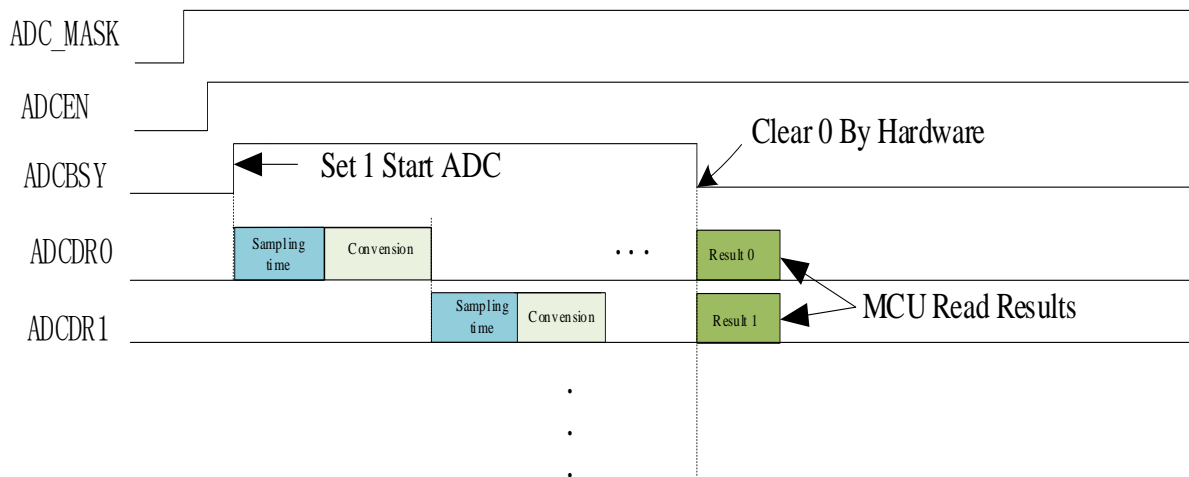 ADC_MASK
ADCEN
Clear 0 By Hardware
ADCBSY
Set 1 Start ADC
ADCDR0
Sampling
time
Convension
...
Result 0
MCU Read Results
ADCDR1
Sampling
time
Convension
Result 1
.
.
.